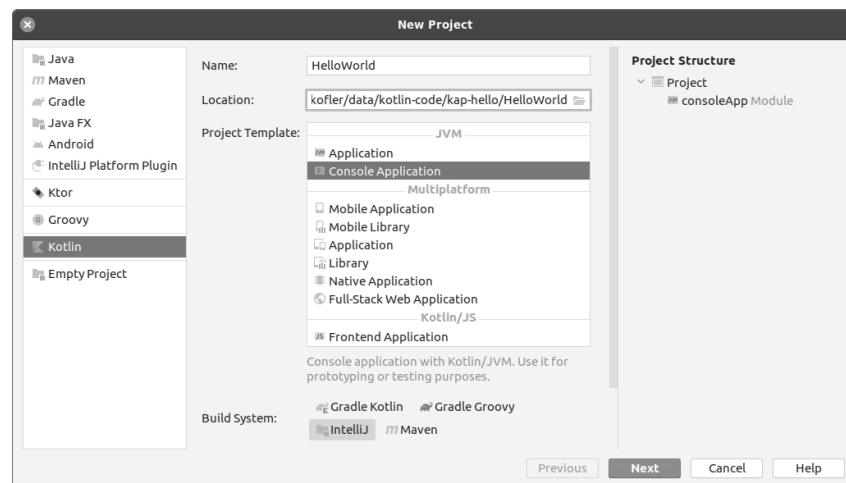 New Project
Java
Maven
Gradle
Java FX
Android
IntelliJ Platform Plugin
Ktor
Groovy
Kotlin
Empty Project
Name: HelloWorld
Location: kofler/data/kotlin-code/kap-hello/HelloWorld
Project Template:
JVM
Application
Console Application
Multiplatform
Mobile Application
Mobile Library
Application
Library
Native Application
Full-Stack Web Application
Kotlin/JS
JS Frontend Application
Console application with Kotlin/JVM. Use it for
prototyping or testing purposes.
Build System:
Gradle Kotlin Gradle Groovy
IntelliJ Maven
Project Structure
Project
consoleApp Module
Previous Next Cancel Help